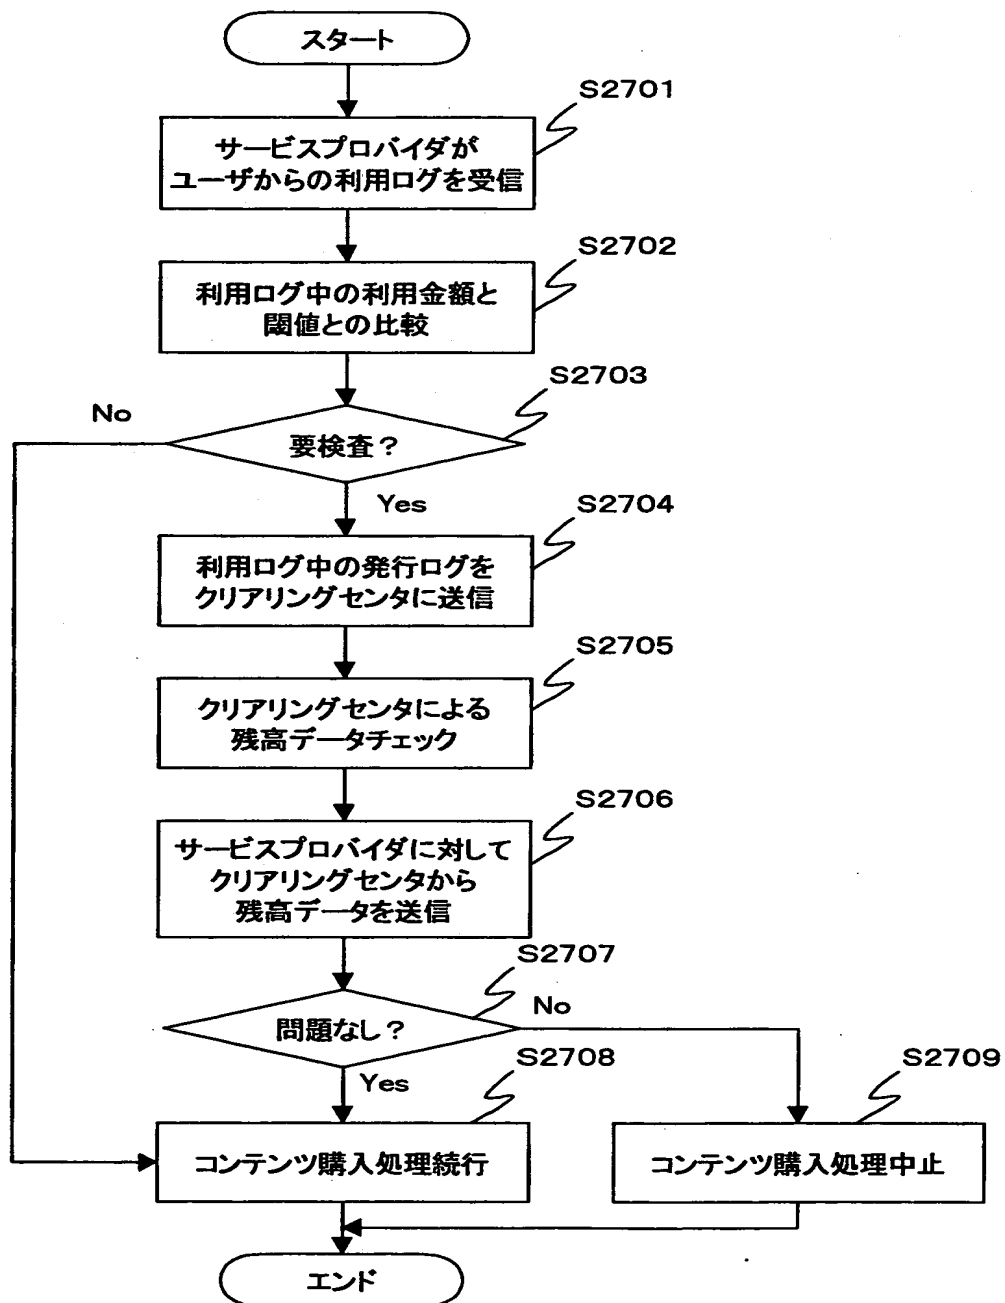 スタート
S2701
サービスプロバイダが
ユーザからの利用ログを受信
S2702
利用ログ中の利用金額と
閾値との比較
S2703
No
要検査?
Yes
S2704
利用ログ中の発行ログを
クリアリングセンタに送信
S2705
クリアリングセンタによる
残高データチェック
S2706
サービスプロバイダに対して
クリアリングセンタから
残高データを送信
S2707
No
問題なし?
Yes
S2708
S2709
コンテンツ購入処理続行
コンテンツ購入処理中止
エンド